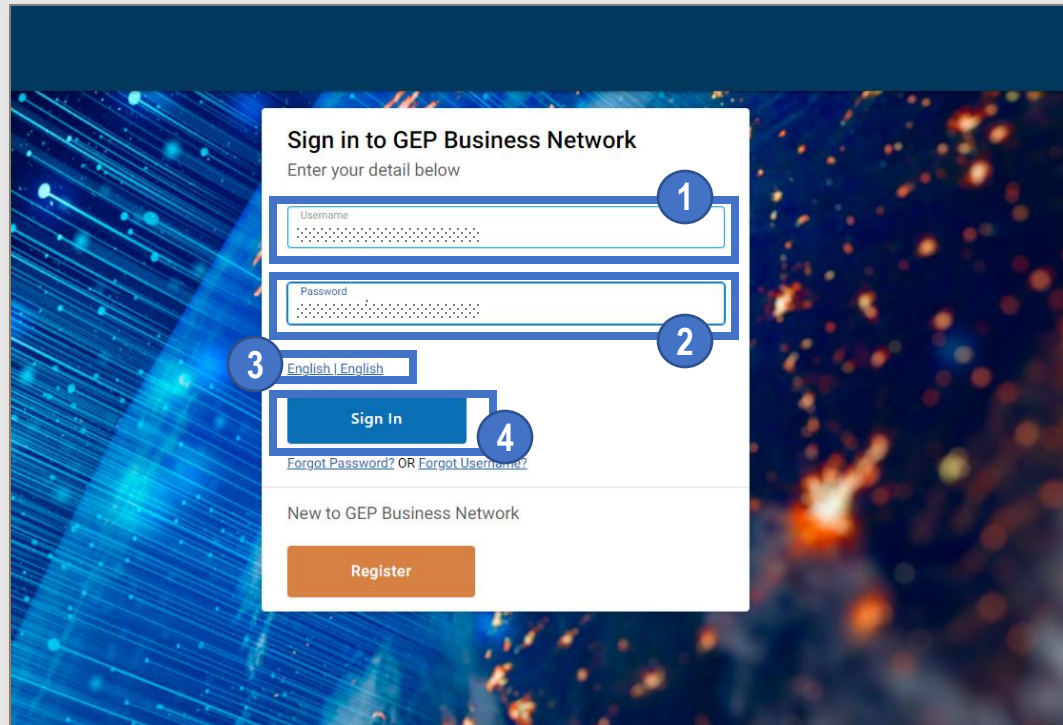 Sign in to GEP Business Network
Enter your detail below
1
Username
Password
2
3
English | English
Sign In
4
Forgot Password? OR Forgot Username?
New to GEP Business Network
Register